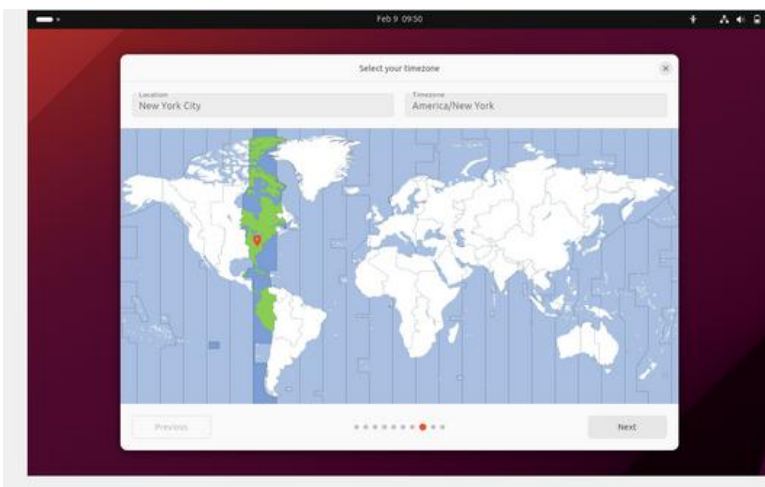 Feb 9 09:50
Select your timezone
Location
Timezone
New York City
America/New York
Previous
Next